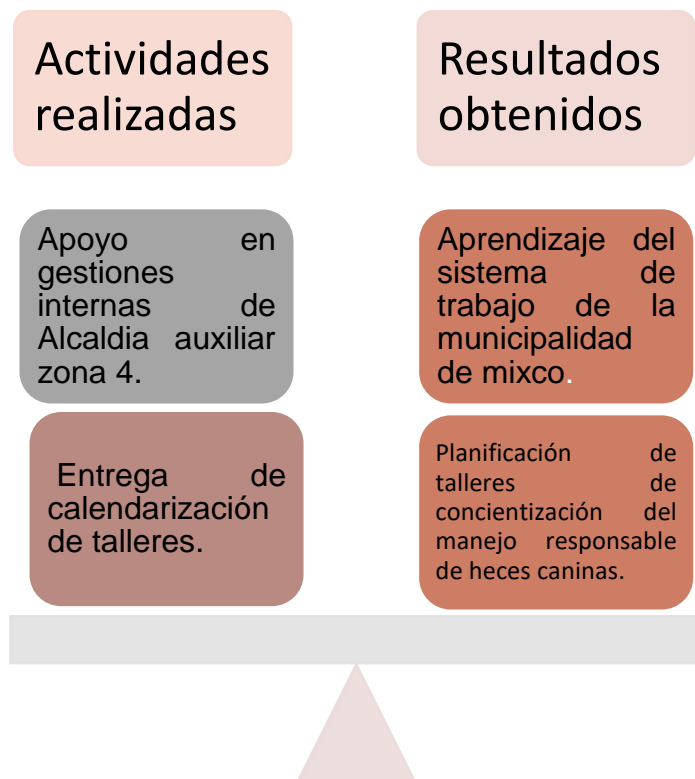 Actividades
realizadas
Resultados
obtenidos
Apoyo en
gestiones
internas de
Alcaldia auxiliar
zona 4.
Aprendizaje del
sistema de
trabajo de la
municipalidad
de mixco.
Entrega de
calendarización
de talleres.
Planificación de
talleres de
concientización del
manejo responsable
de heces caninas.